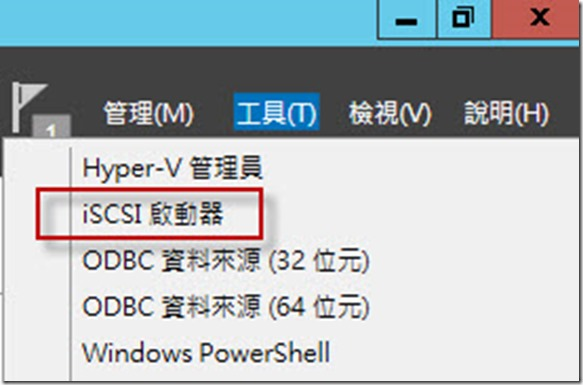 1
管理(M) 工具(T) 檢視(V) 說明(H)
Hyper-V 管理員
iSCSI 啟動器
ODBC 資料來源 (32 位元)
ODBC 資料來源 (64 位元)
Windows PowerShell